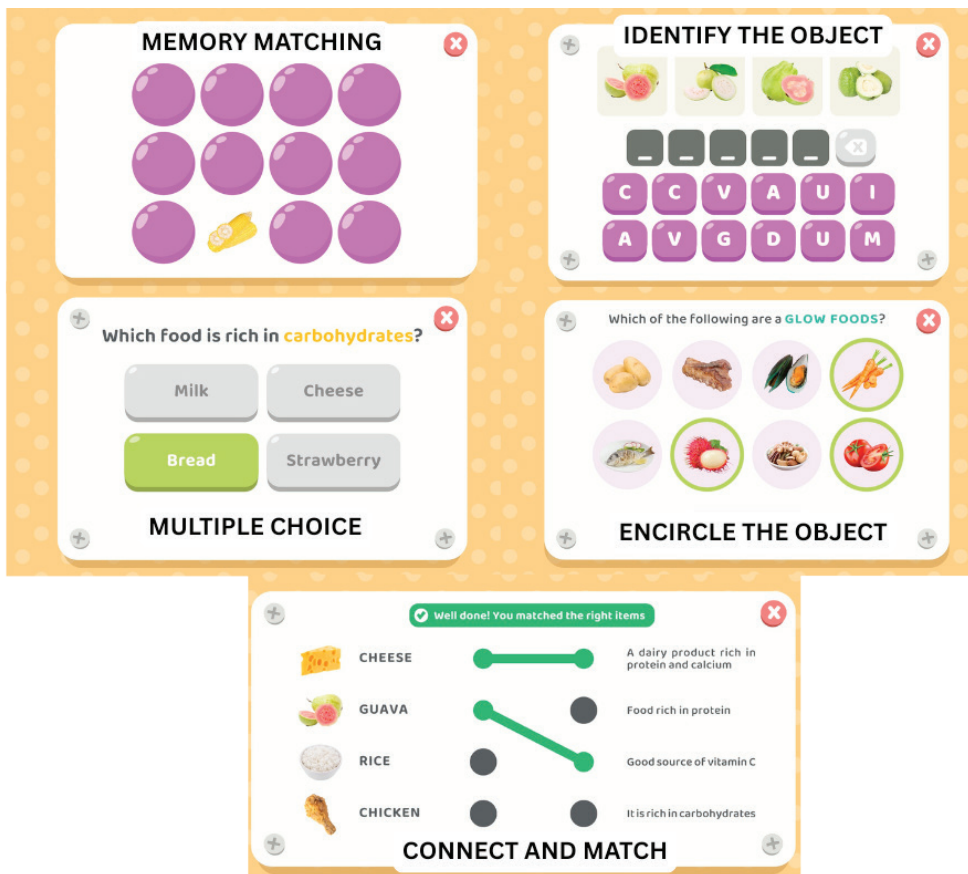 MEMORY MATCHING
IDENTIFY THE OBJECT
_ _ _ _ _
C C V A U I
A V G D U M
Which food is rich in carbohydrates?
Milk
Cheese
Bread
Strawberry
MULTIPLE CHOICE
Which of the following are a GLOW FOODS?
ENCIRCLE THE OBJECT
Well done! You matched the right items
CHEESE
A dairy product rich in
protein and calcium
GUAVA
Food rich in protein
RICE
Good source of vitamin C
CHICKEN
It is rich in carbohydrates
CONNECT AND MATCH